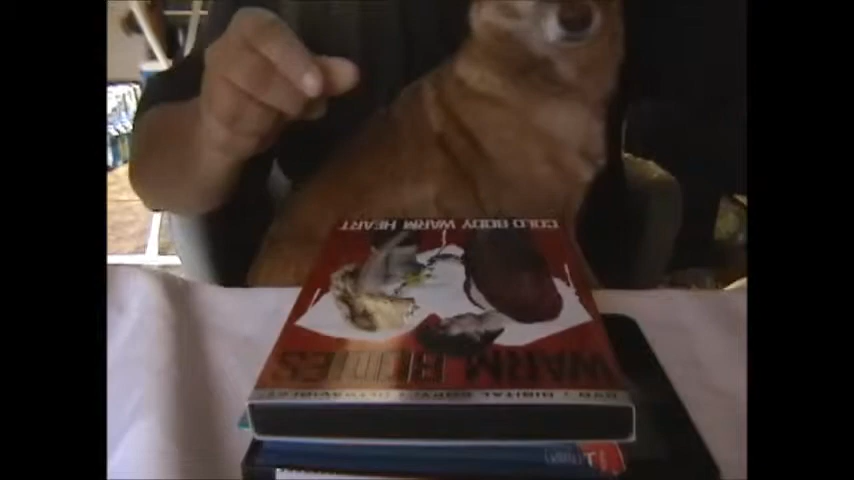 COLD BODY WARM HEART
WARM BODIES
DVD + DIGITAL COPY + ULTRAVIOLET